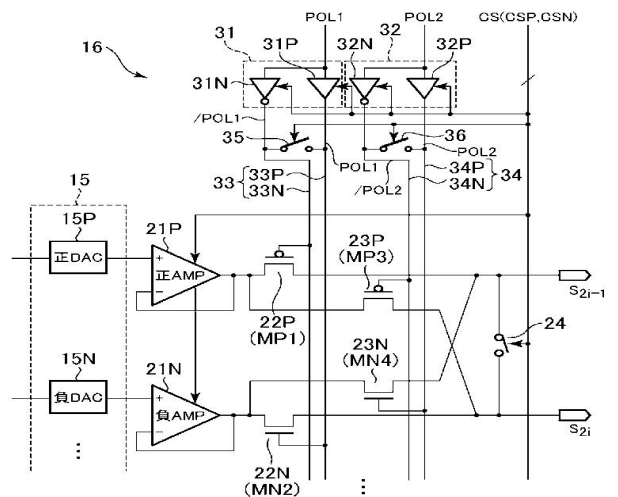 POL1 POL2 CS(CSP,CSN)
31 31P 32N 32 32P
16
31N
/POL1
35 36
POL1 POL2
/POL2
33 33P 34P 34
33N 34N
15
15P 21P
正DAC + 正AMP −
22P
(MP1)
23P
(MP3)
S2i-1
24
15N 21N
負DAC + 負AMP −
23N
(MN4)
S2i
22N
(MN2)